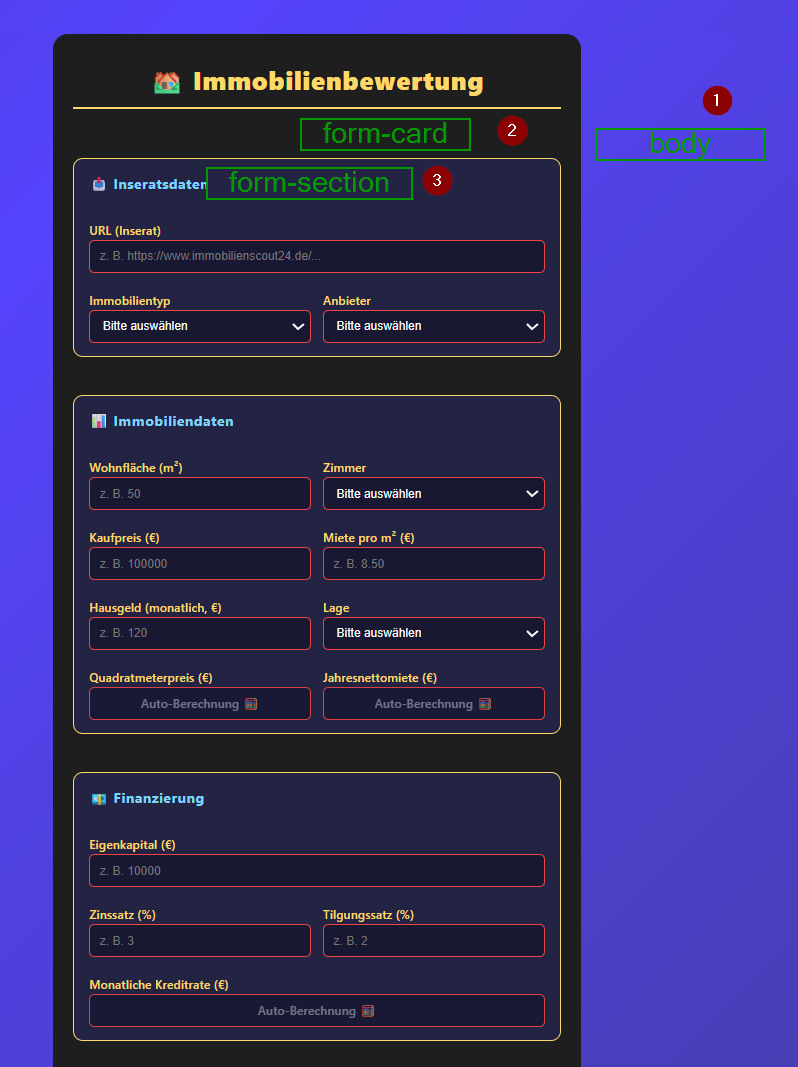 Immobilienbewertung
1
form-card
2
body
Inseratsdaten
form-section
3
URL (Inserat)
z. B. https://www.immobilienscout24.de/...
Immobilientyp Anbieter
Bitte auswählen Bitte auswählen
Immobiliendaten
Wohnfläche (m²) Zimmer
z. B. 50 Bitte auswählen
Kaufpreis (€) Miete pro m² (€)
z. B. 100000 z. B. 8.50
Hausgeld (monatlich, €) Lage
z. B. 120 Bitte auswählen
Quadratmeterpreis (€) Jahresnettomiete (€)
Auto-Berechnung Auto-Berechnung
Finanzierung
Eigenkapital (€)
z. B. 10000
Zinssatz (%) Tilgungssatz (%)
z. B. 3 z. B. 2
Monatliche Kreditrate (€)
Auto-Berechnung